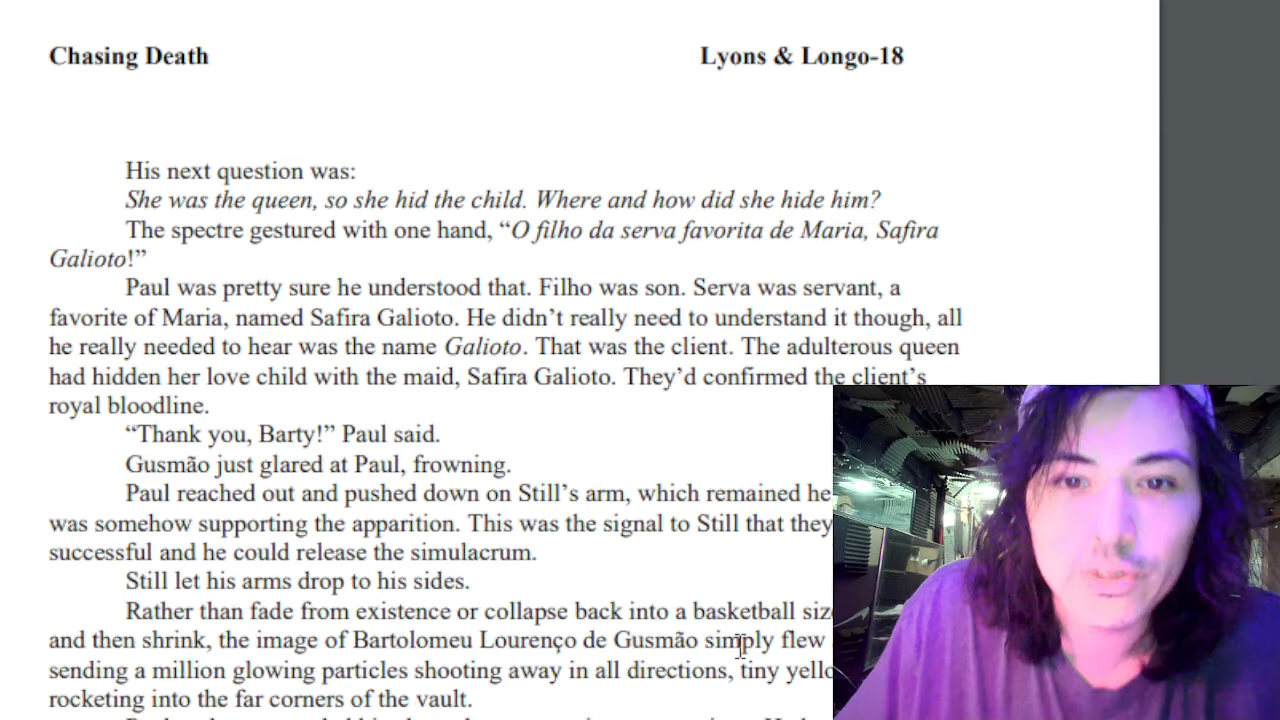 Chasing Death Lyons & Longo-18
His next question was:
She was the queen, so she hid the child. Where and how did she hide him?
The spectre gestured with one hand, “O filho da serva favorita de Maria, Safira
Galioto!”
Paul was pretty sure he understood that. Filho was son. Serva was servant, a
favorite of Maria, named Safira Galioto. He didn’t really need to understand it though, all
he really needed to hear was the name Galioto. That was the client. The adulterous queen
had hidden her love child with the maid, Safira Galioto. They’d confirmed the client’s
royal bloodline.
“Thank you, Barty!” Paul said.
Gusmão just glared at Paul, frowning.
Paul reached out and pushed down on Still’s arm, which remained
was somehow supporting the apparition. This was the signal to Still that they
successful and he could release the simulacrum.
Still let his arms drop to his sides.
Rather than fade from existence or collapse back into a basketball
and then shrink, the image of Bartolomeu Lourenço de Gusmão simply flew
sending a million glowing particles shooting away in all directions, tiny
rocketing into the far corners of the vault.